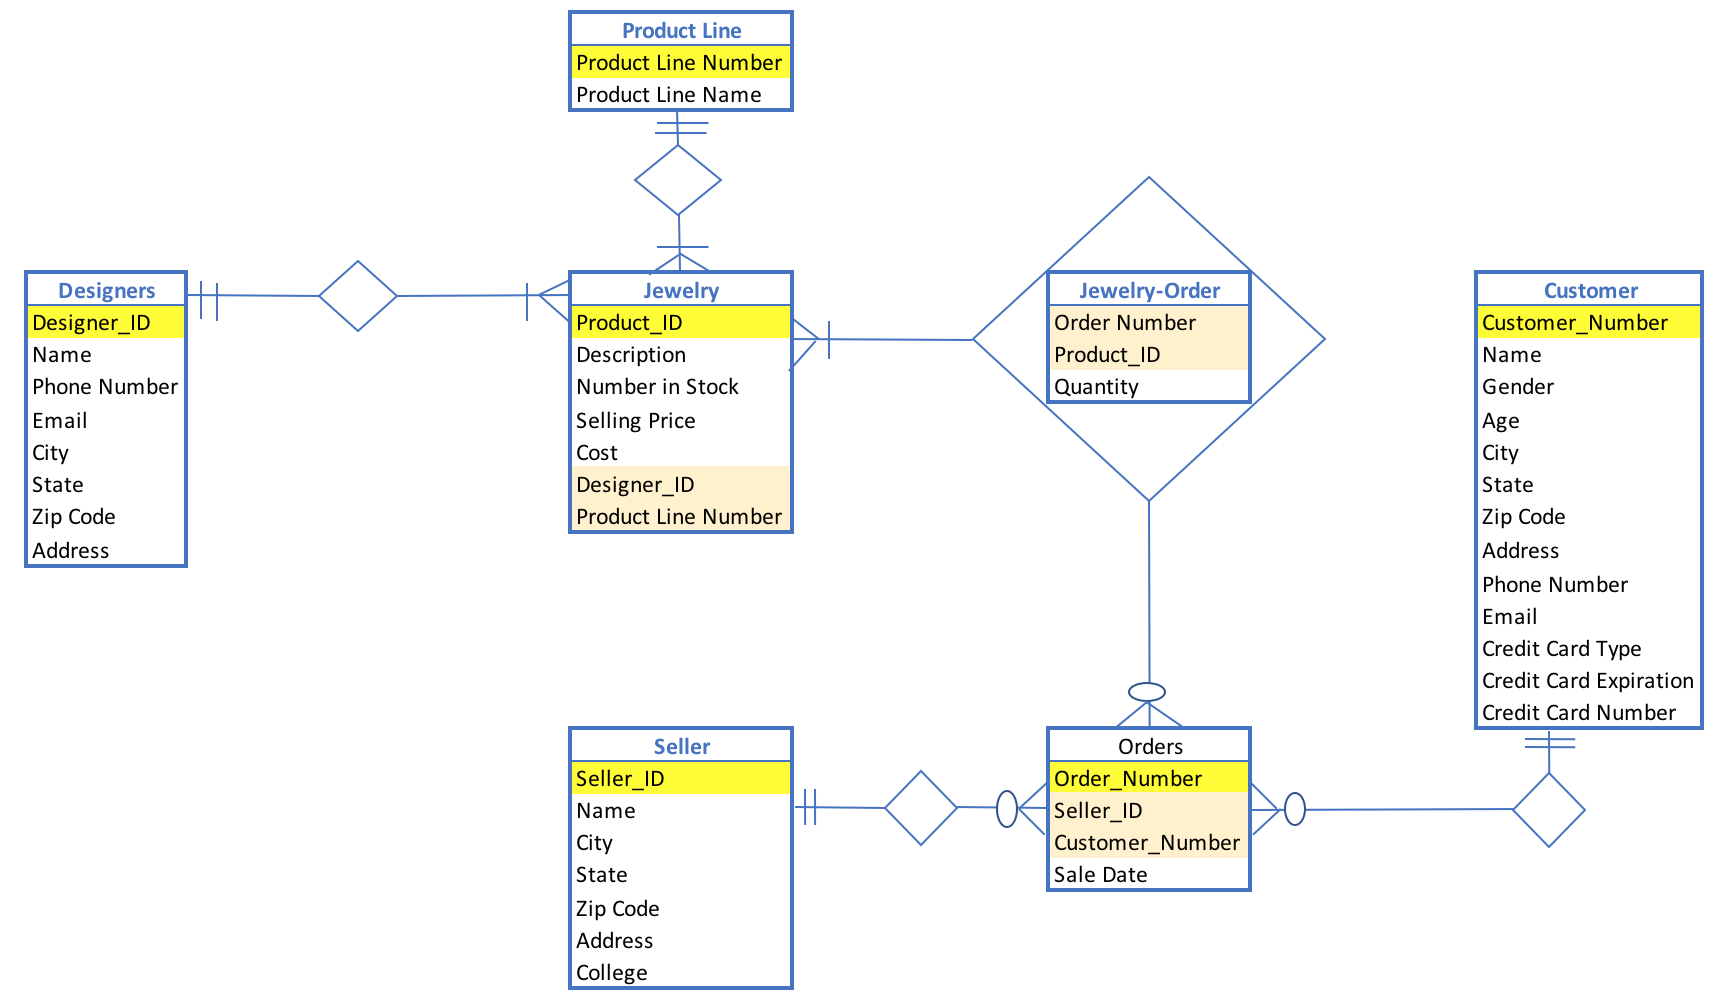 Product Line
Product Line Number
Product Line Name
Designers
Designer_ID
Name
Phone Number
Email
City
State
Zip Code
Address
Jewelry
Product_ID
Description
Number in Stock
Selling Price
Cost
Designer_ID
Product Line Number
Jewelry-Order
Order Number
Product_ID
Quantity
Customer
Customer_Number
Name
Gender
Age
City
State
Zip Code
Address
Phone Number
Email
Credit Card Type
Credit Card Expiration
Credit Card Number
Seller
Seller_ID
Name
City
State
Zip Code
Address
College
Orders
Order_Number
Seller_ID
Customer_Number
Sale Date